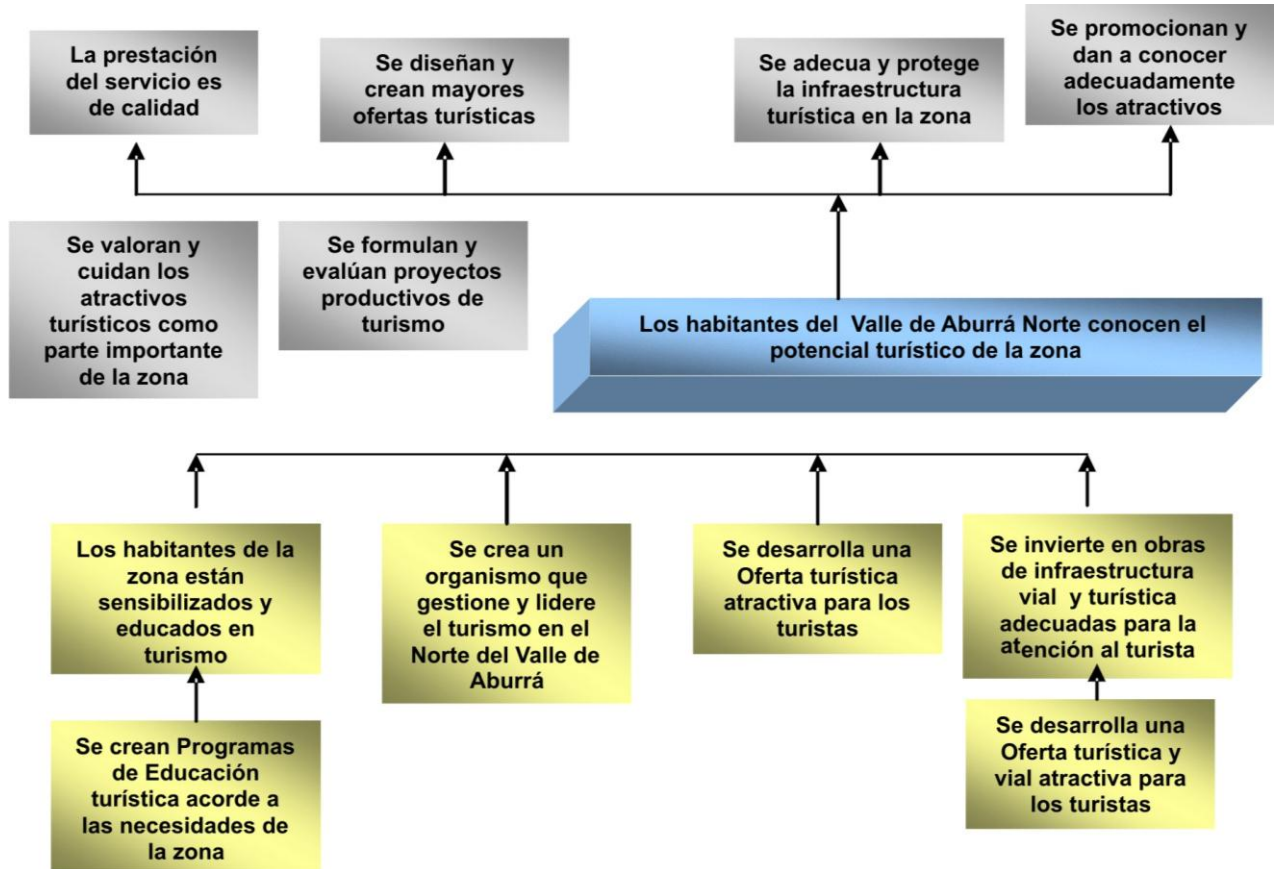 La prestación
del servicio es
de calidad
Se diseñan y
crean mayores
ofertas turísticas
Se adecua y protege
la infraestructura
turística en la zona
Se promocionan y
dan a conocer
adecuadamente
los atractivos
Se valoran y
cuidan los
atractivos
turísticos como
parte importante
de la zona
Se formulan y
evalúan proyectos
productivos de
turismo
Los habitantes del Valle de Aburrá Norte conocen el
potencial turístico de la zona
Los habitantes de la
zona están
sensibilizados y
educados en
turismo
Se crea un
organismo que
gestione y lidere
el turismo en el
Norte del Valle de
Aburrá
Se desarrolla una
Oferta turística
atractiva para los
turistas
Se invierte en obras
de infraestructura
vial y turística
adecuadas para la
atención al turista
Se crean Programas
de Educación
turística acorde a
las necesidades de
la zona
Se desarrolla una
Oferta turística y
vial atractiva para
los turistas